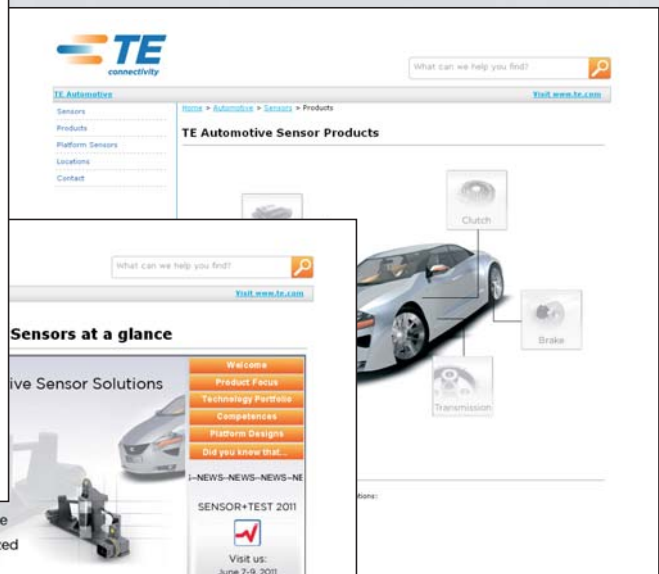 TE
connectivity
What can we help you find?
TE Automotive
Visit www.te.com
Sensors
Products
Platform Sensors
Locations
Contact
Home > Automotive > Sensors > Products
TE Automotive Sensor Products
Clutch
Brake
Transmission
What can we help you find?
Visit www.te.com
Sensors at a glance
ive Sensor Solutions
Welcome
Product Focus
Technology Portfolio
Competences
Platform Designs
Did you know that...
--NEWS--NEWS--NEWS--NE
SENSOR+TEST 2011
Visit us:
June 7-9, 2011